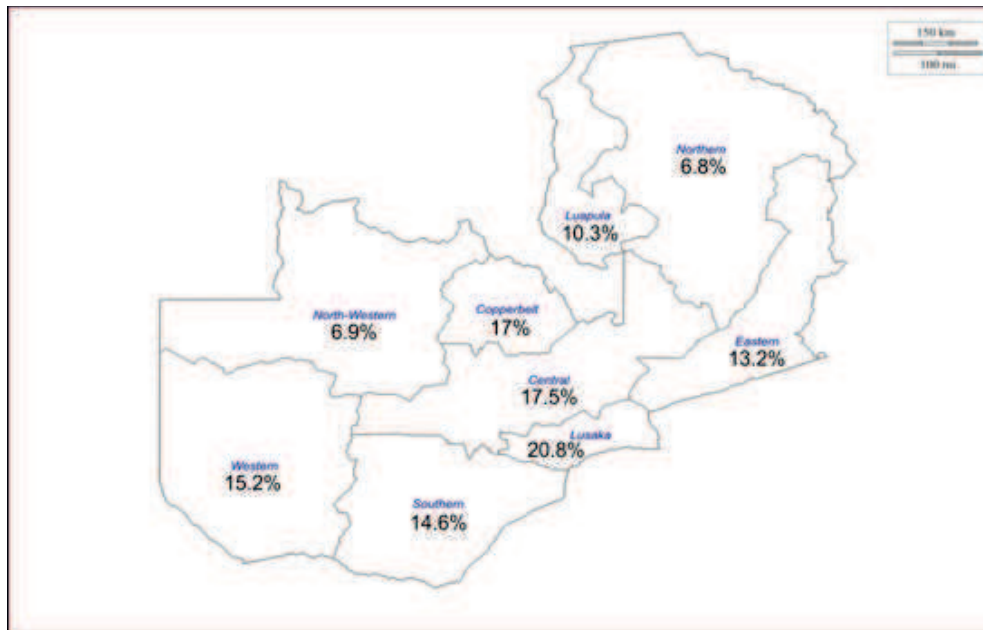 150 km
100 mi
Northern
6.8%
Luapula
10.3%
North-Western
6.9%
Copperbelt
17%
Eastern
13.2%
Central
17.5%
Lusaka
20.8%
Western
15.2%
Southern
14.6%